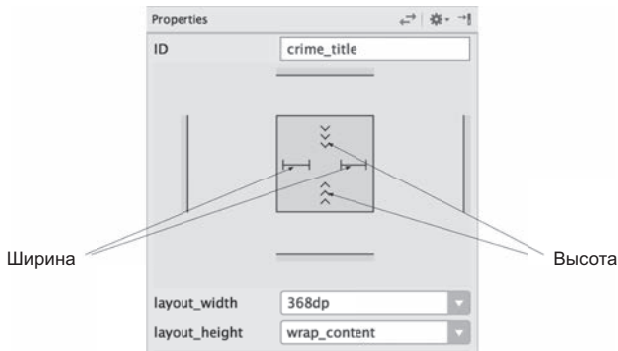 Properties
ID crime_title
Ширина
Высота
layout_width 368dp
layout_height wrap_content